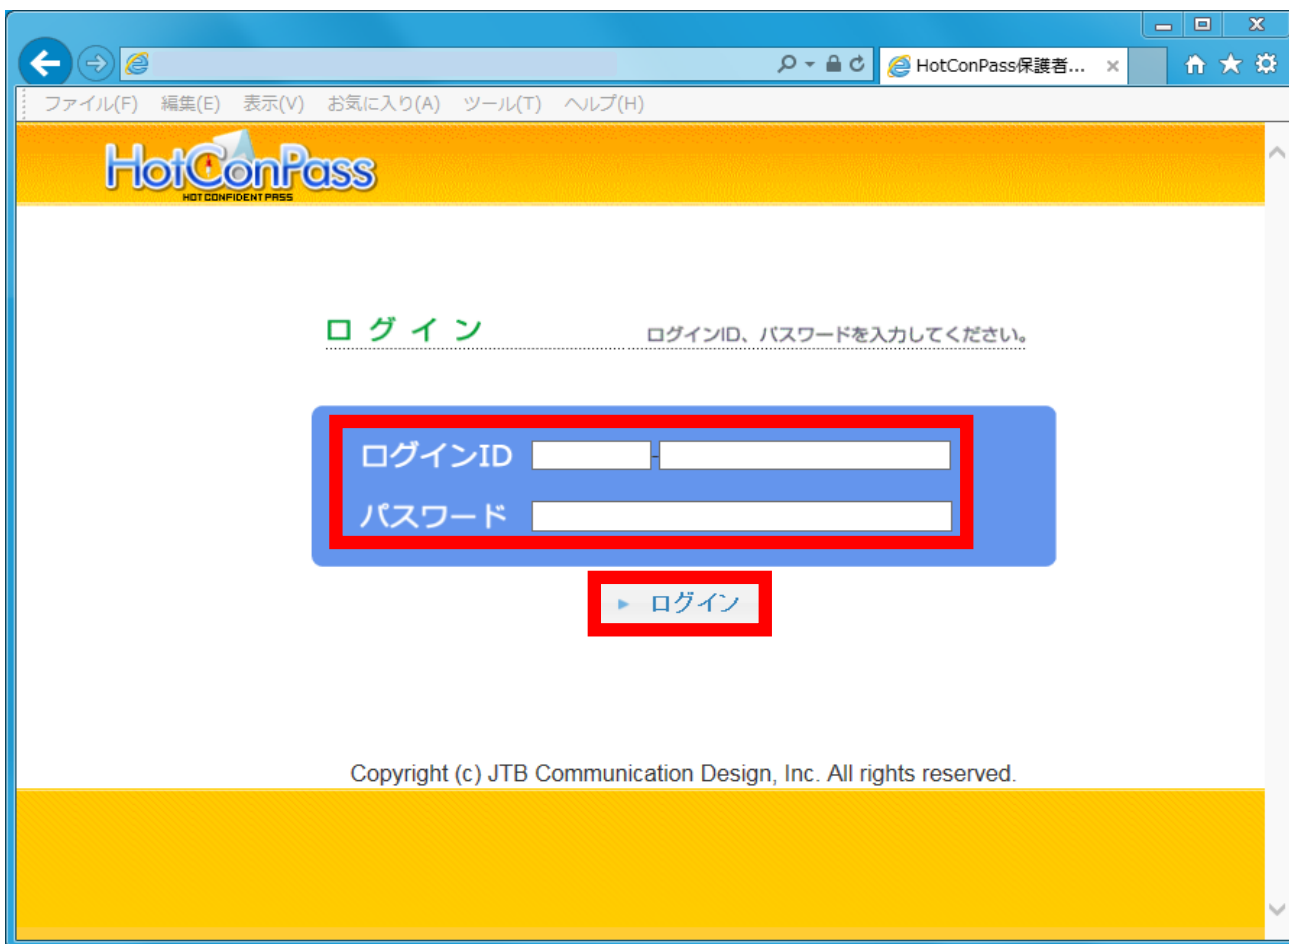 HotConPass保護者...
ファイル(F) 編集(E) 表示(V) お気に入り(A) ツール(T) ヘルプ(H)
HotConPass
HOT CONFIDENT PASS
ログイン ログインID、パスワードを入力してください。
ログインID -
パスワード
ログイン
Copyright (c) JTB Communication Design, Inc. All rights reserved.